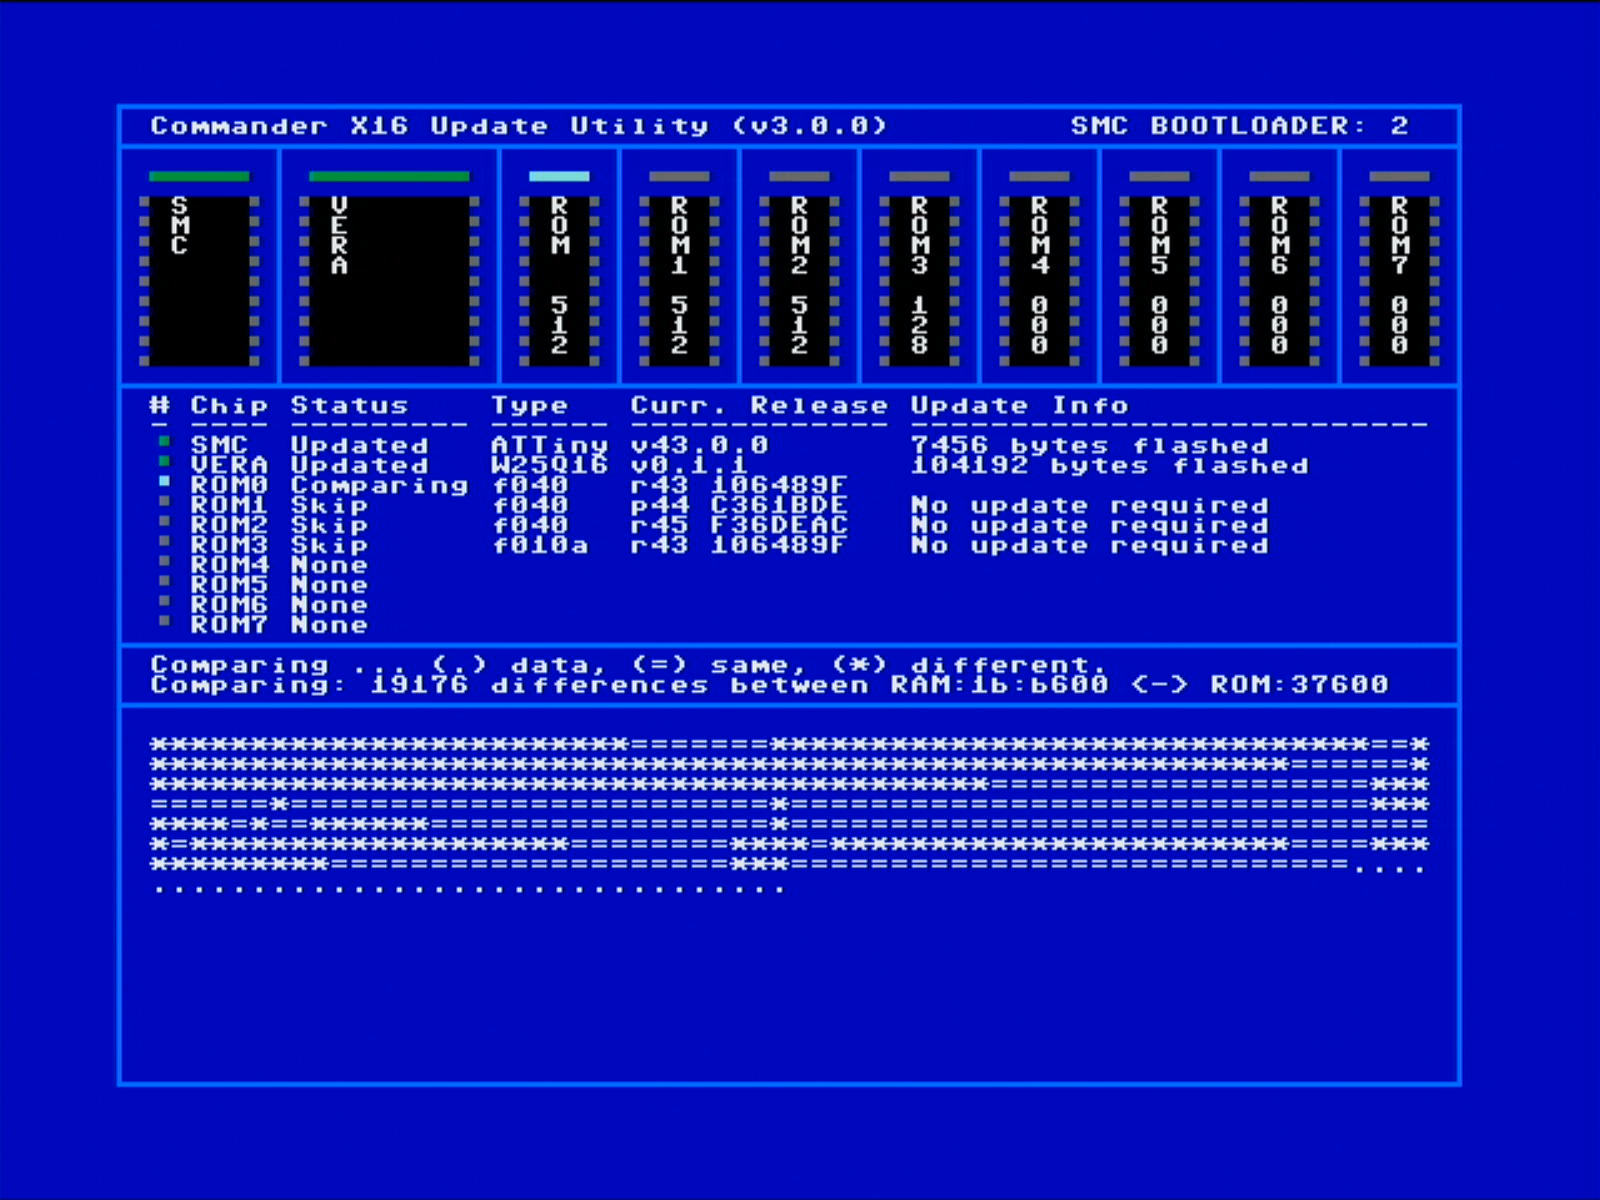 Commander X16 Update Utility (v3.0.0) SMC BOOTLOADER: 2
SMC
VERA
ROM 512
ROM1 512
ROM2 512
ROM3 128
ROM4 000
ROM5 000
ROM6 000
ROM7 000
# Chip Status Type Curr. Release Update Info
- ---- --------- ------ ------------- --------------------------
SMC Updated ATTiny v43.0.0 7456 bytes flashed
VERA Updated W25Q16 v0.1.1 104192 bytes flashed
ROM0 Comparing f040 r43 106489F
ROM1 Skip f040 p44 C361BDE No update required
ROM2 Skip f040 r45 F36DEAC No update required
ROM3 Skip f010a r43 106489F No update required
ROM4 None
ROM5 None
ROM6 None
ROM7 None
Comparing ... (.) data, (=) same, (*) different.
Comparing: 19176 differences between RAM:1b:b600 <-> ROM:37600
************************=======******************************==*
*********************************************************======*
******************************************===================***
======*========================*=============================***
****=*==******=================*================================
*=*******************========****=***********************====***
*********====================***============================....
................................